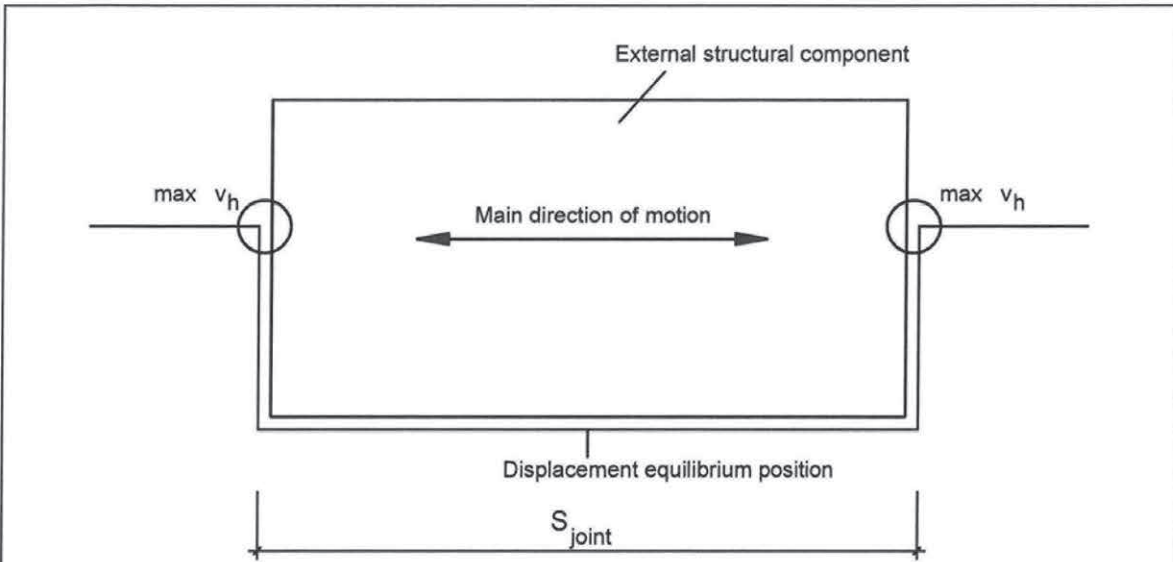 External structural component
max v_h
max v_h
Main direction of motion
Displacement equilibrium position
S_joint